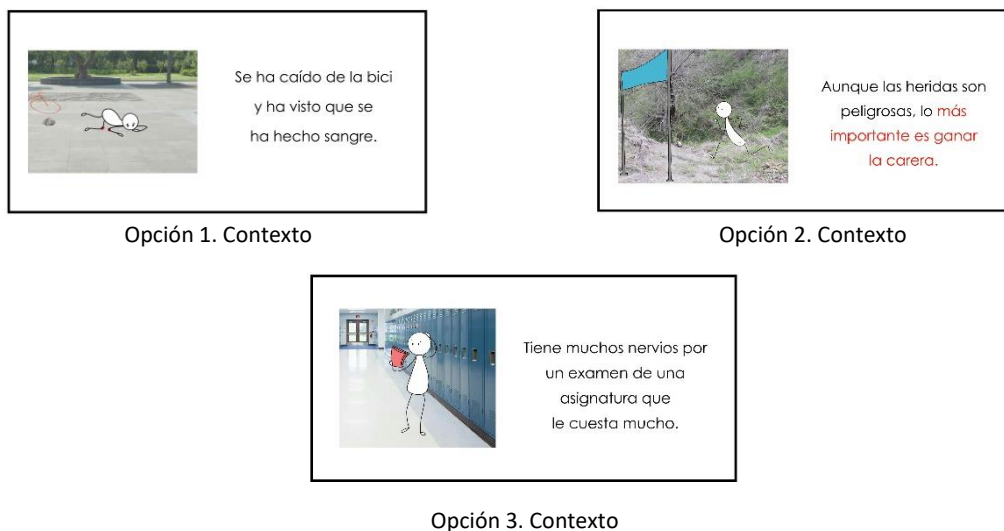 Se ha caído de la bici
y ha visto que se
ha hecho sangre.
Opción 1. Contexto
Aunque las heridas son
peligrosas, lo más
importante es ganar
la carera.
Opción 2. Contexto
Tiene muchos nervios por
un examen de una
asignatura que
le cuesta mucho.
Opción 3. Contexto